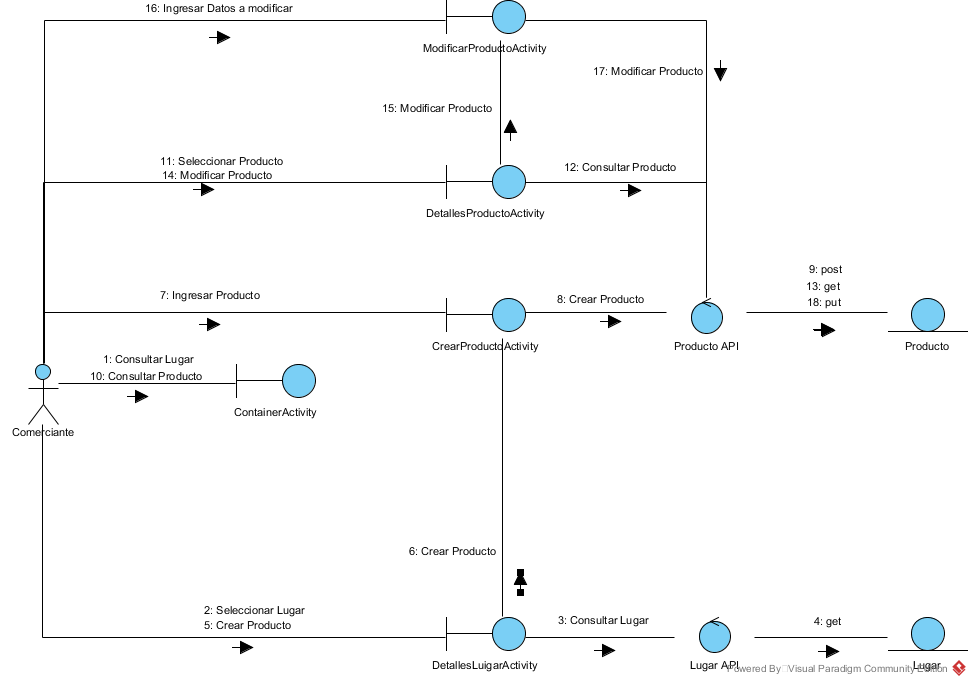 16: Ingresar Datos a modificar
ModificarProductoActivity
17: Modificar Producto
15: Modificar Producto
11: Seleccionar Producto
14: Modificar Producto
12: Consultar Producto
DetallesProductoActivity
9: post
13: get
18: put
7: Ingresar Producto
8: Crear Producto
CrearProductoActivity
Producto API
Producto
1: Consultar Lugar
10: Consultar Producto
ContainerActivity
Comerciante
6: Crear Producto
2: Seleccionar Lugar
5: Crear Producto
3: Consultar Lugar
4: get
DetallesLuigarActivity
Lugar API
Lugar
Powered By Visual Paradigm Community Edition